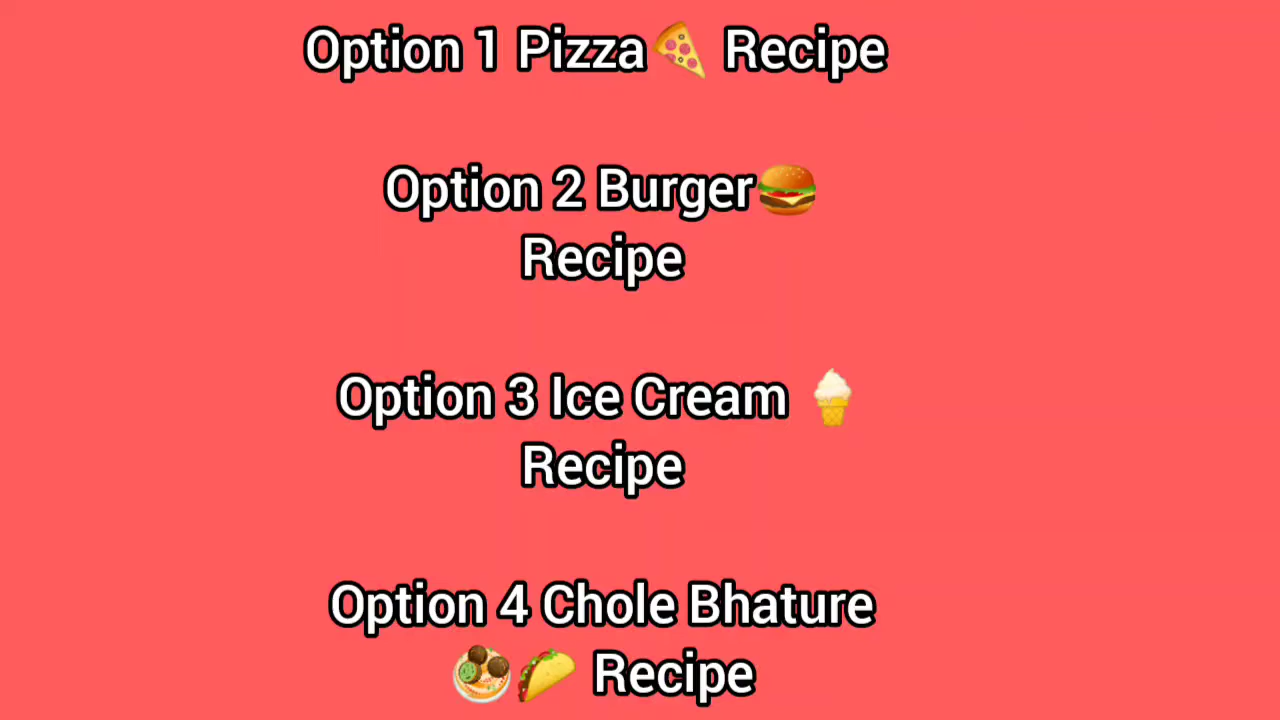 Option 1 Pizza🍕 Recipe
Option 2 Burger🍔
Recipe
Option 3 Ice Cream 🍦
Recipe
Option 4 Chole Bhature
🧆🌮 Recipe